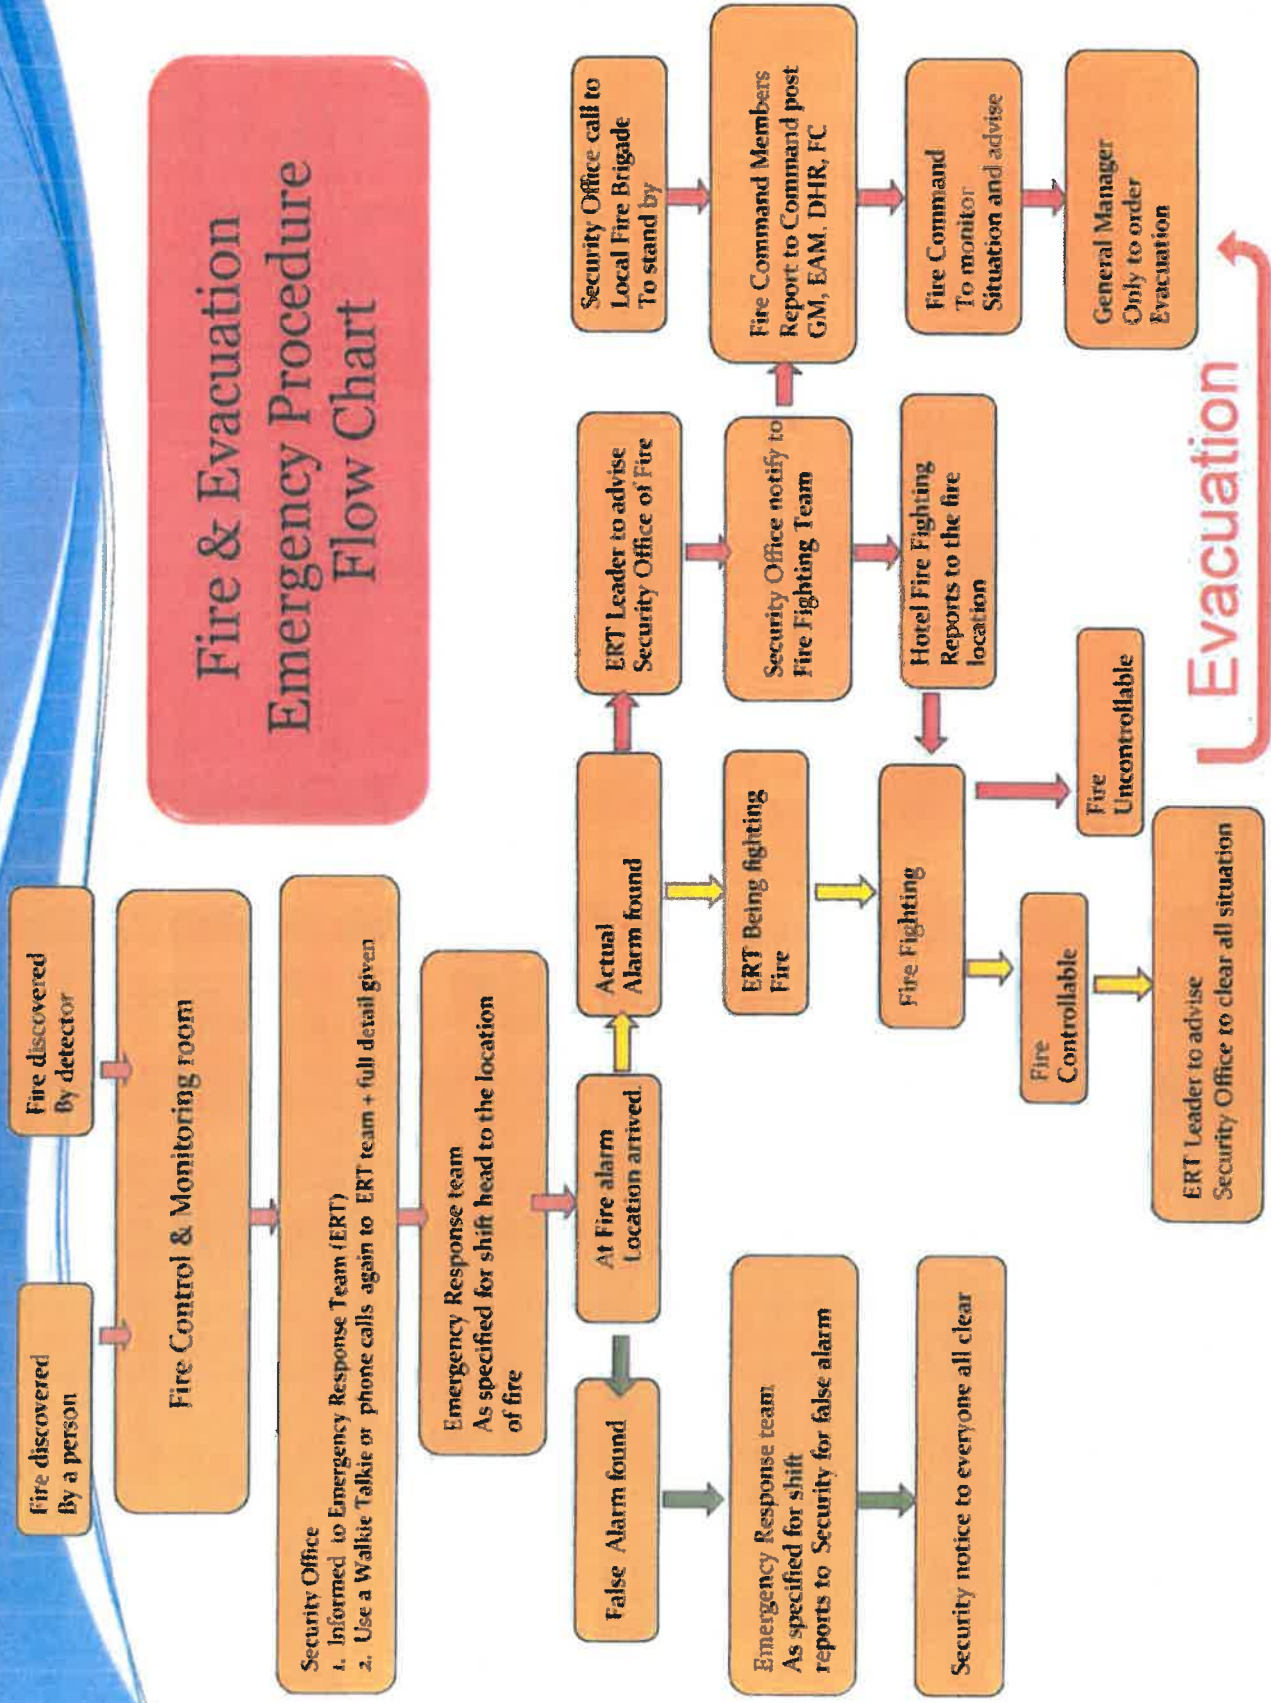 Fire & Evacuation
Emergency Procedure
Flow Chart
Fire discovered
By a person
Fire discovered
By detector
Fire Control & Monitoring room
Security Office
1. Informed to Emergency Response Team (ERT)
2. Use a Walkie Talkie or phone calls again to ERT team + full detail given
Emergency Response team
As specified for shift head to the location
of fire
At Fire alarm
Location arrived.
False Alarm found
Emergency Response team
As specified for shift
reports to Security for false alarm
Security notice to everyone all clear
Actual
Alarm found
ERT Being fighting
Fire
Fire Fighting
Fire
Controllable
ERT Leader to advise
Security Office to clear all situation
Fire
Uncontrollable
ERT Leader to advise
Security Office of Fire
Security Office notify to
Fire Fighting Team
Hotel Fire Fighting
Reports to the fire
location
Security Office call to
Local Fire Brigade
To stand by
Fire Command Members
Report to Command post
GM, EAM, DHR, FC
Fire Command
To monitor
Situation and advise
General Manager
Only to order
Evacuation
Evacuation